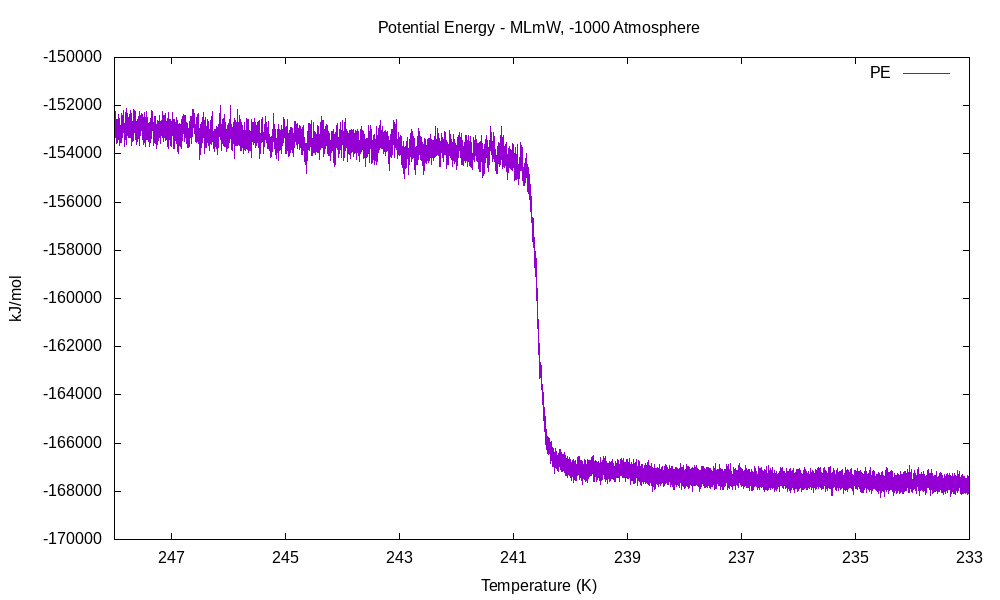 Potential Energy - MLmW, -1000 Atmosphere
PE
-150000
-152000
-154000
-156000
-158000
-160000
-162000
-164000
-166000
-168000
-170000
kJ/mol
247 245 243 241 239 237 235 233
Temperature (K)